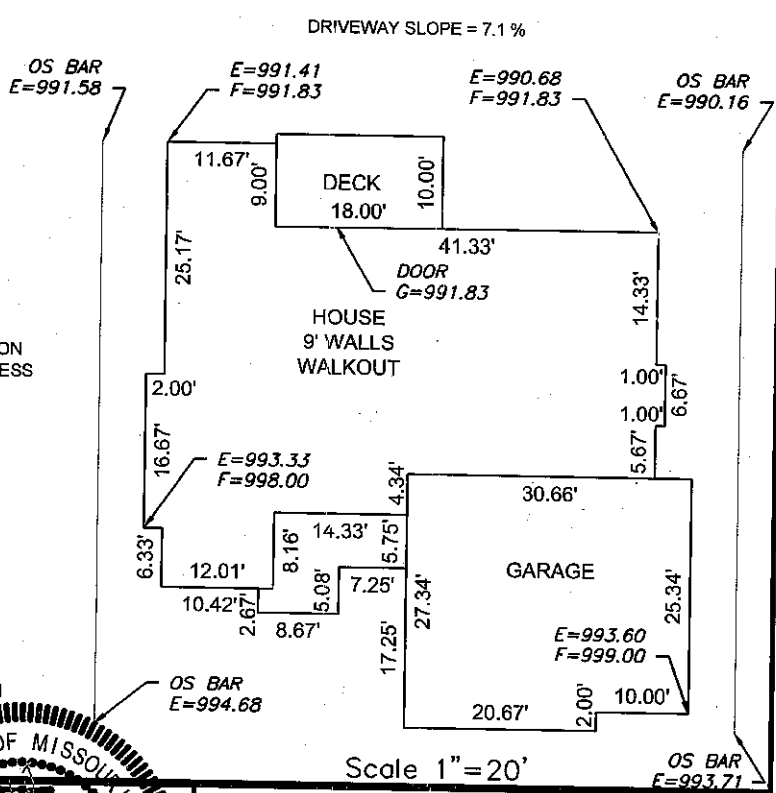 DRIVEWAY SLOPE = 7.1 %
OS BAR
E=991.58
E=991.41
F=991.83
E=990.68
F=991.83
OS BAR
E=990.16
11.67'
9.00'
DECK
18.00'
10.00'
41.33'
25.17'
DOOR
G=991.83
14.33'
HOUSE
9' WALLS
WALKOUT
ON
ESS
2.00'
1.00'
6.67'
1.00'
16.67'
E=993.33
F=998.00
5.67'
4.34'
30.66'
14.33'
5.75'
6.33'
12.01'
8.16'
5.08'
7.25'
GARAGE
10.42'
2.67'
8.67'
27.34'
25.34'
17.25'
E=993.60
F=999.00
OS BAR
E=994.68
20.67'
2.00'
10.00'
OF MISSOU
Scale 1"=20'
OS BAR
E=993.71